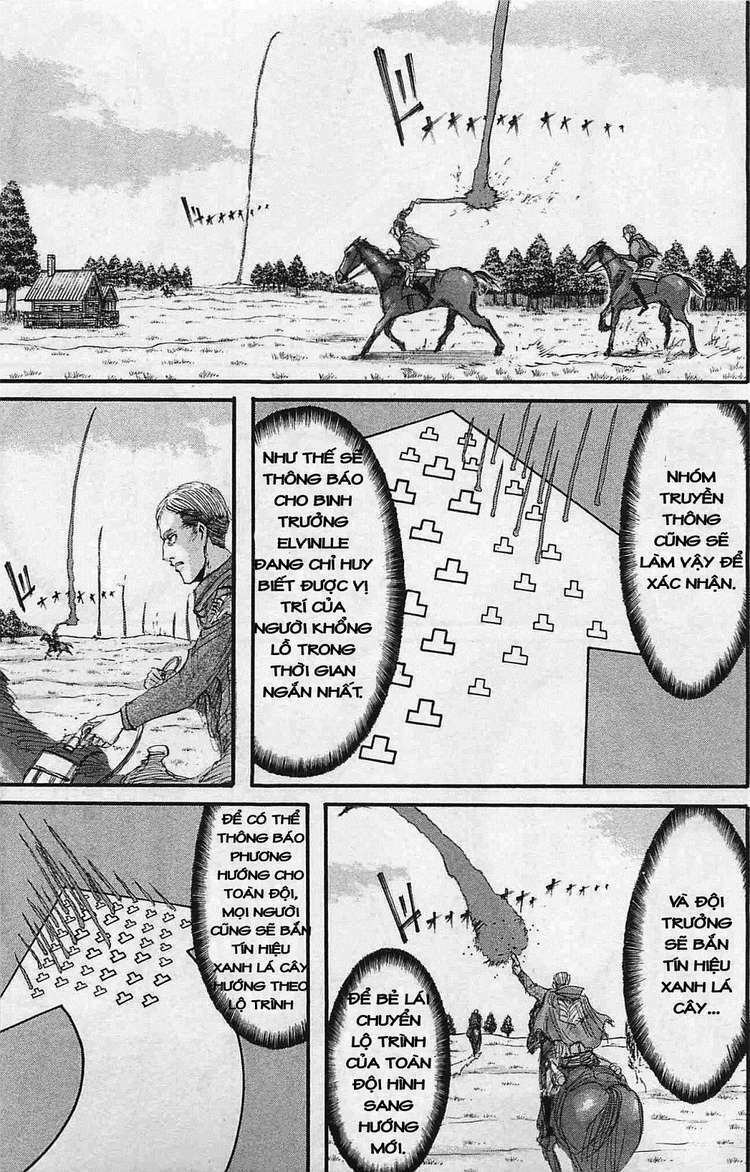 NHÓM
TRUYỀN
THÔNG
CŨNG SẼ
LÀM VẬY ĐỂ
XÁC NHẬN.
NHƯ THẾ SẼ
THÔNG BÁO
CHO BINH
TRƯỞNG
ELVINLLE
ĐANG CHỈ HUY
BIẾT ĐƯỢC VỊ
TRÍ CỦA
NGƯỜI KHỔNG
LỒ TRONG
THỜI GIAN
NGẮN NHẤT.
VÀ ĐỘI
TRƯỞNG
SẼ BẮN
TÍN HIỆU
XANH LÁ
CÂY...
ĐỂ BẺ LÁI
CHUYỂN
LỘ TRÌNH
CỦA TOÀN
ĐỘI HÌNH
SANG
HƯỚNG
MỚI.
ĐỂ CÓ THỂ
THÔNG BÁO
PHƯƠNG
HƯỚNG CHO
TOÀN ĐỘI,
MỌI NGƯỜI
CŨNG SẼ BẮN
TÍN HIỆU
XANH LÁ CÂY
HƯỚNG THEO
LỘ TRÌNH